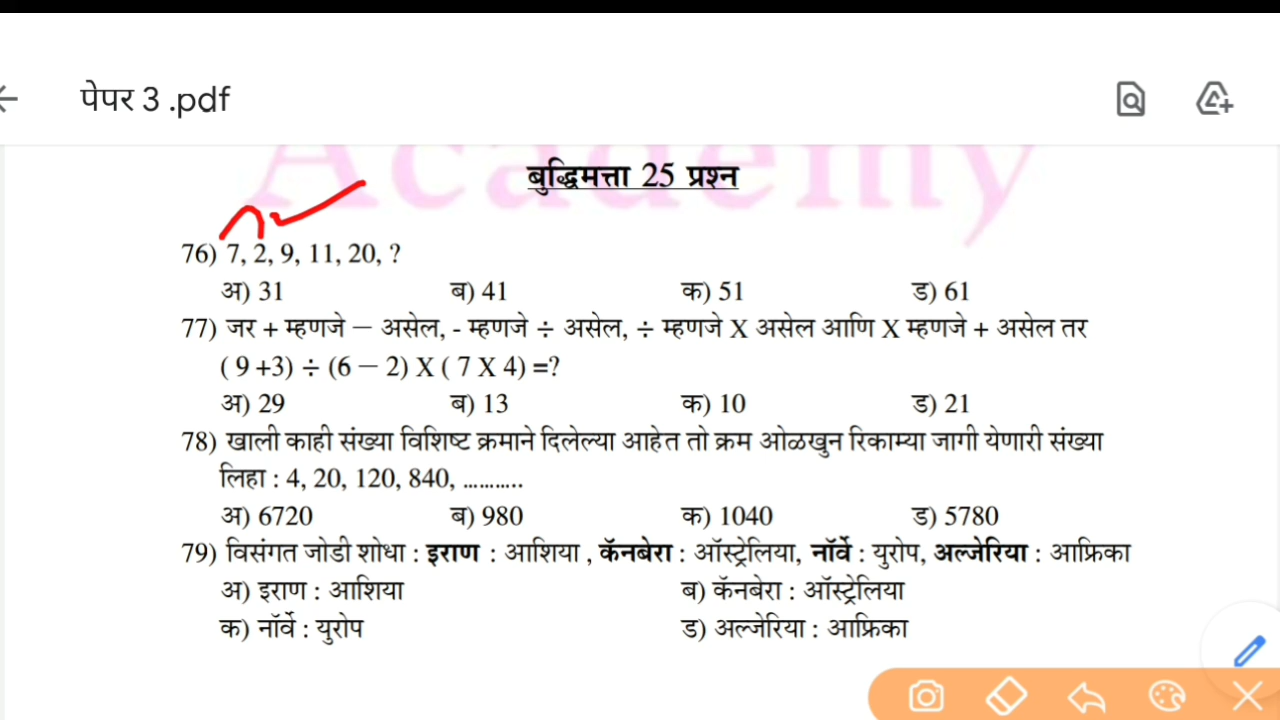 पेपर 3 .pdf
Academy
बुद्धिमत्ता 25 प्रश्न
76) 7, 2, 9, 11, 20, ?
अ) 31 ब) 41 क) 51 ड) 61
77) जर + म्हणजे – असेल, - म्हणजे ÷ असेल, ÷ म्हणजे X असेल आणि X म्हणजे + असेल तर
( 9 +3) ÷ (6 – 2) X ( 7 X 4) =?
अ) 29 ब) 13 क) 10 ड) 21
78) खाली काही संख्या विशिष्ट क्रमाने दिलेल्या आहेत तो क्रम ओळखुन रिकाम्या जागी येणारी संख्या
लिहा : 4, 20, 120, 840, ...........
अ) 6720 ब) 980 क) 1040 ड) 5780
79) विसंगत जोडी शोधा : इराण : आशिया , कॅनबेरा : ऑस्ट्रेलिया, नॉर्वे : युरोप, अल्जेरिया : आफ्रिका
अ) इराण : आशिया ब) कॅनबेरा : ऑस्ट्रेलिया
क) नॉर्वे : युरोप ड) अल्जेरिया : आफ्रिका